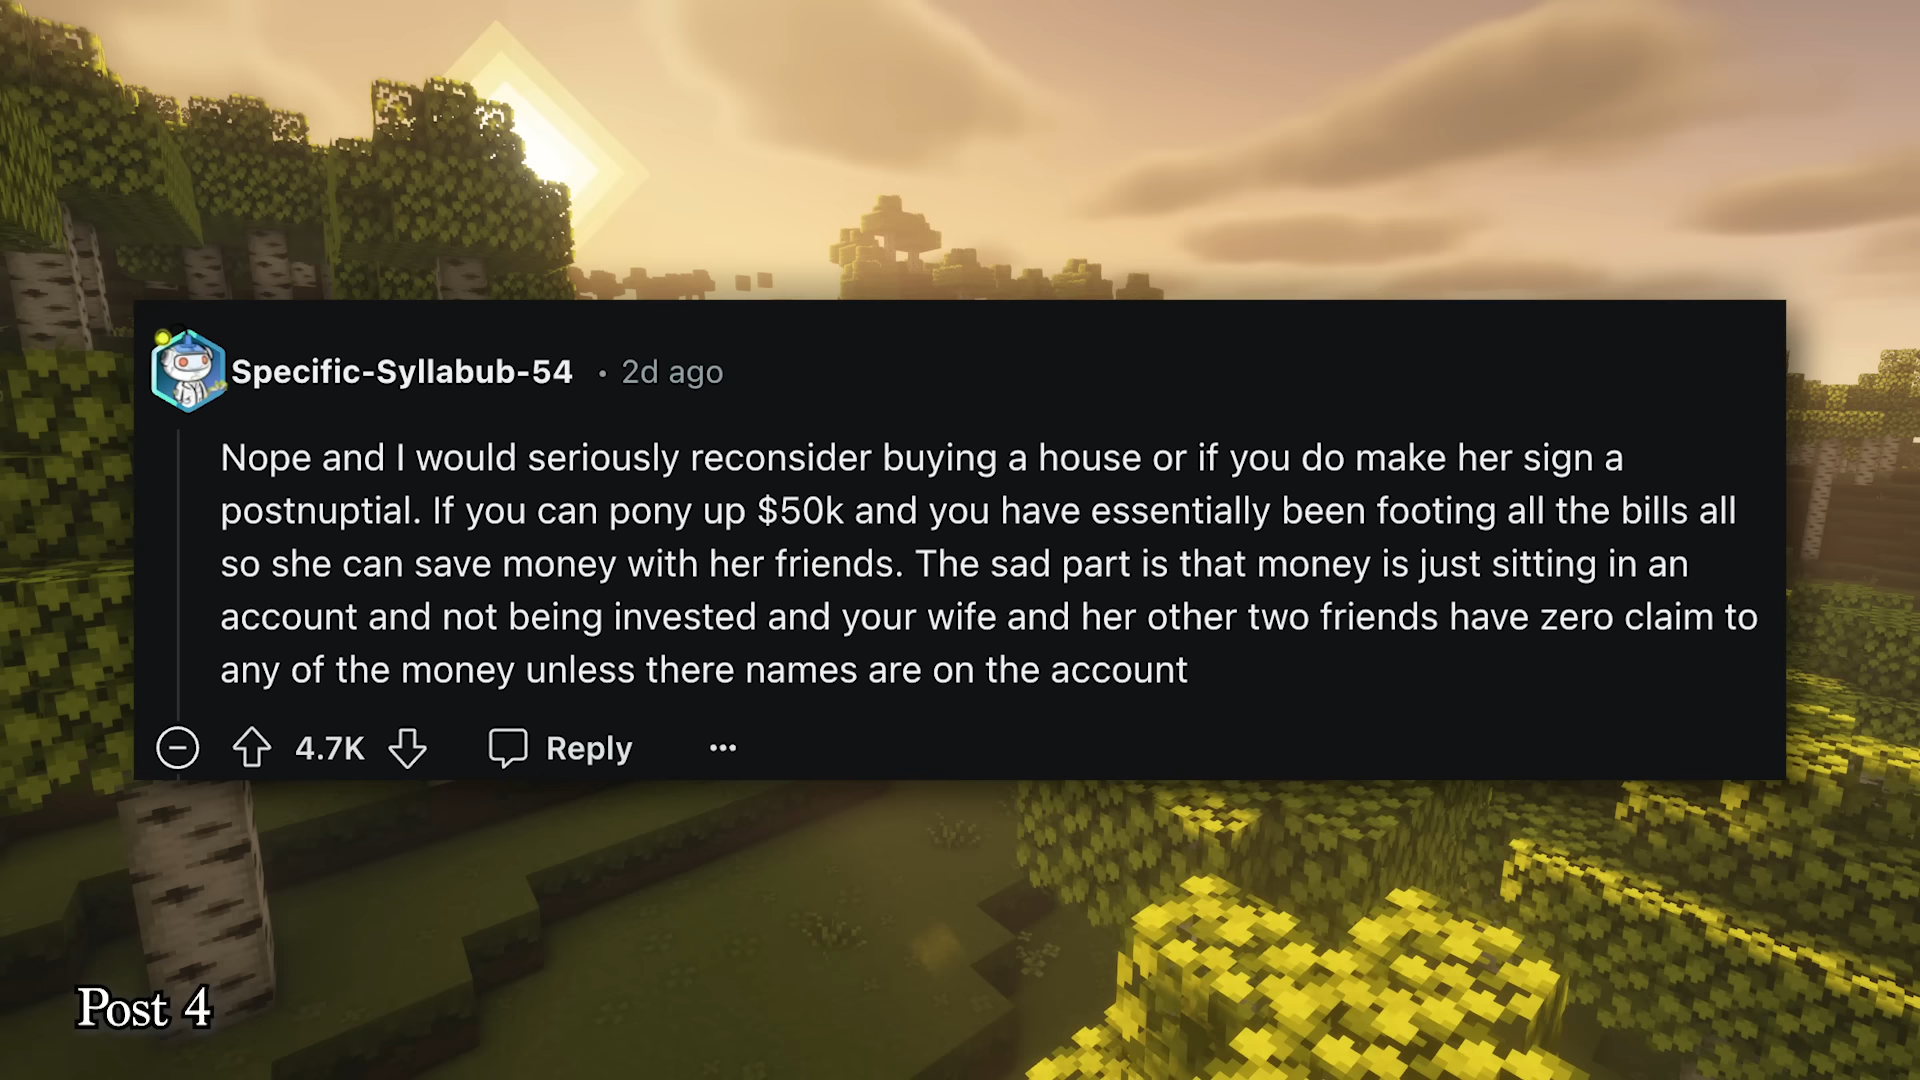 Specific-Syllabub-54 • 2d ago
Nope and I would seriously reconsider buying a house or if you do make her sign a
postnuptial. If you can pony up $50k and you have essentially been footing all the bills all
so she can save money with her friends. The sad part is that money is just sitting in an
account and not being invested and your wife and her other two friends have zero claim to
any of the money unless there names are on the account
4.7K Reply ...
Post 4